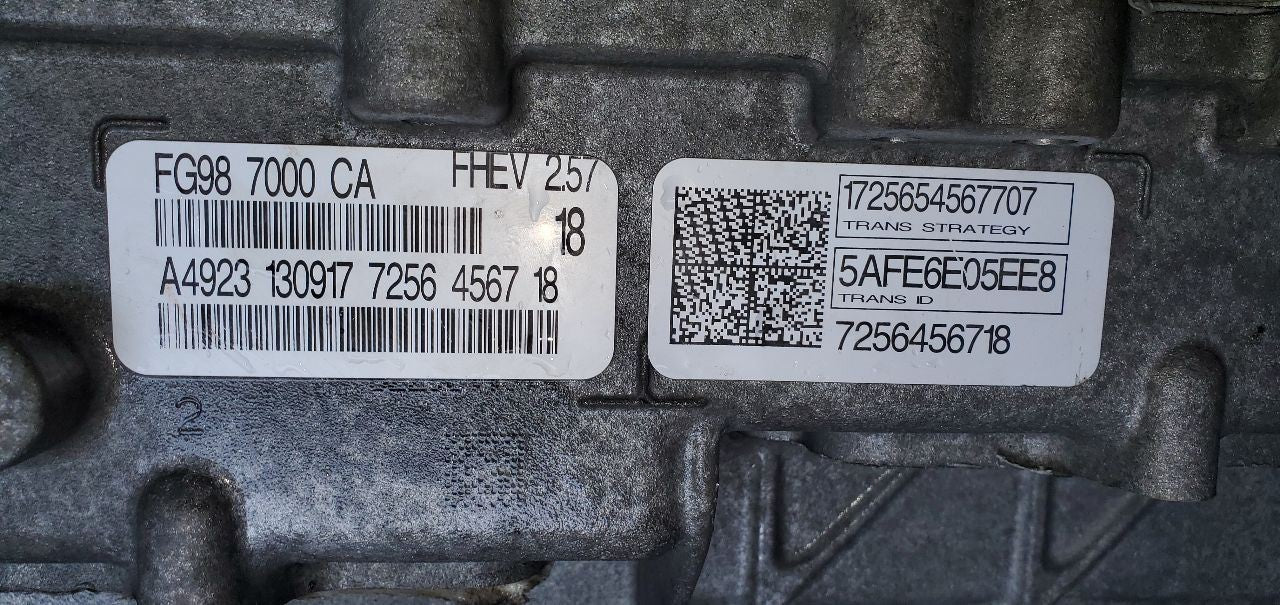 FG98 7000 CA FHEV 2.57
18
A4923 130917 7256 4567 18
1725654567707
TRANS STRATEGY
5AFE6E05EE8
TRANS ID
7256456718
2